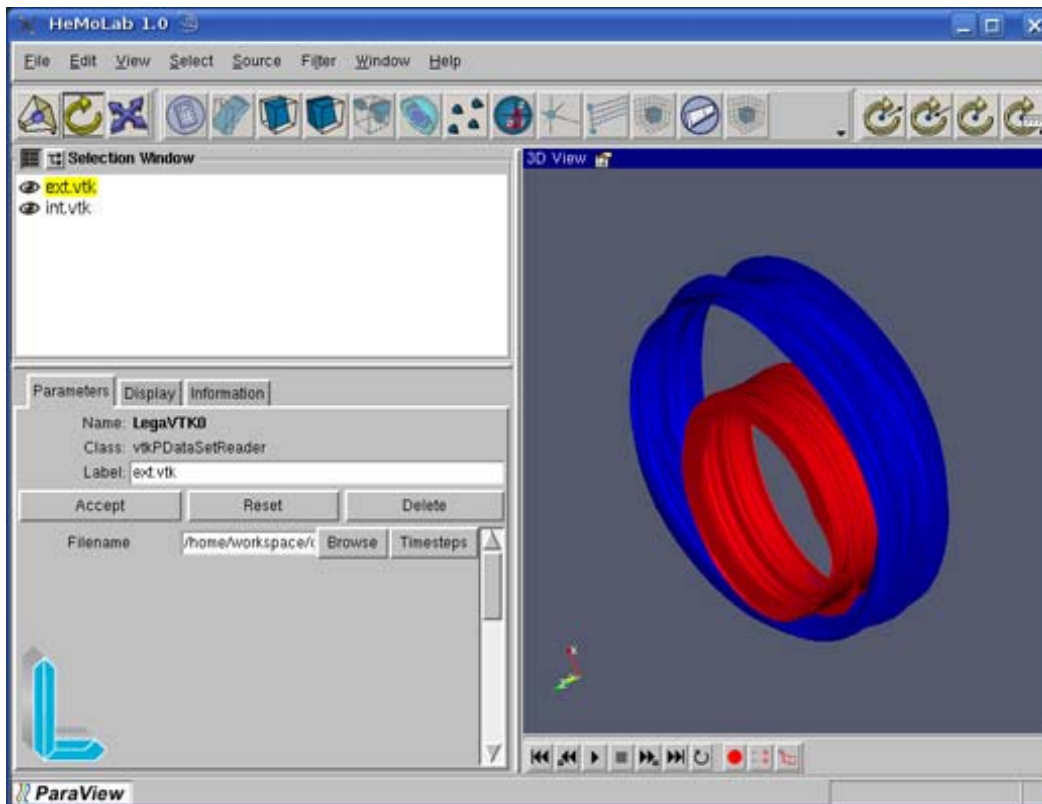 HeMoLab 1.0
File Edit View Select Source Filter Window Help
Selection Window
ext.vtk
int.vtk
3D View
Parameters Display Information
Name: LegaVTK0
Class: vtkPDataSetReader
Label: ext.vtk
Accept Reset Delete
Filename /home/workspace/ Browse Timesteps
ParaView